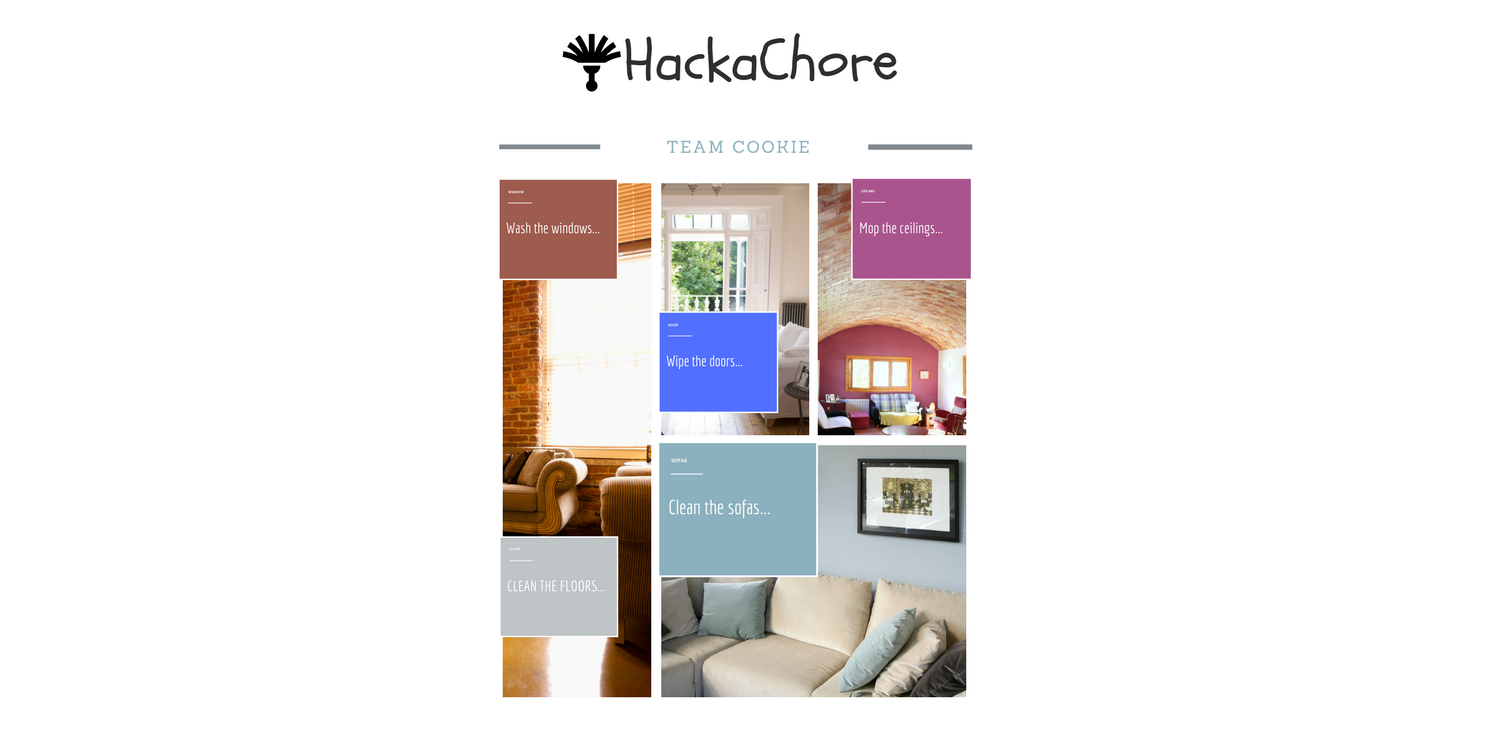 HackaChore
TEAM COOKIE
WINDOW
Wash the windows...
CEILING
Mop the ceilings...
DOOR
Wipe the doors...
SOFAS
Clean the sofas...
FLOOR
CLEAN THE FLOORS...